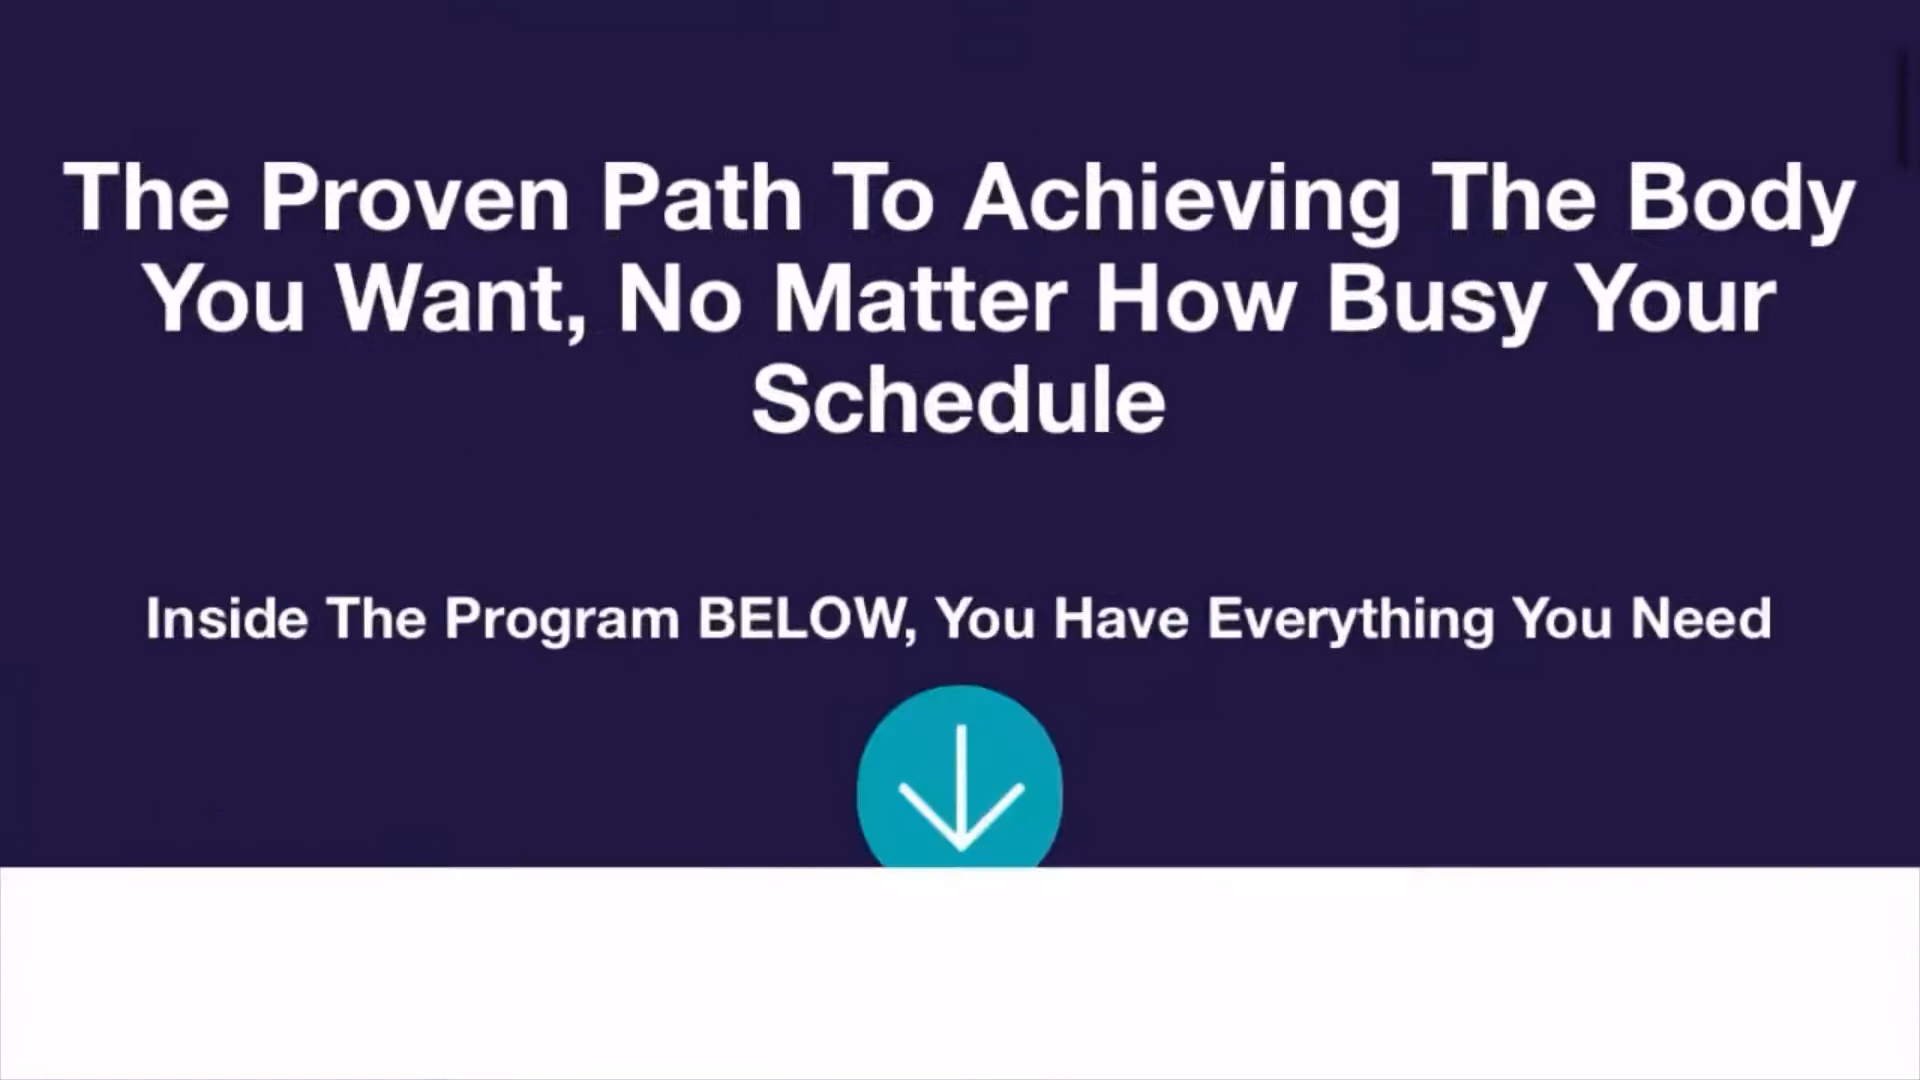 The Proven Path To Achieving The Body
You Want, No Matter How Busy Your
Schedule
Inside The Program BELOW, You Have Everything You Need